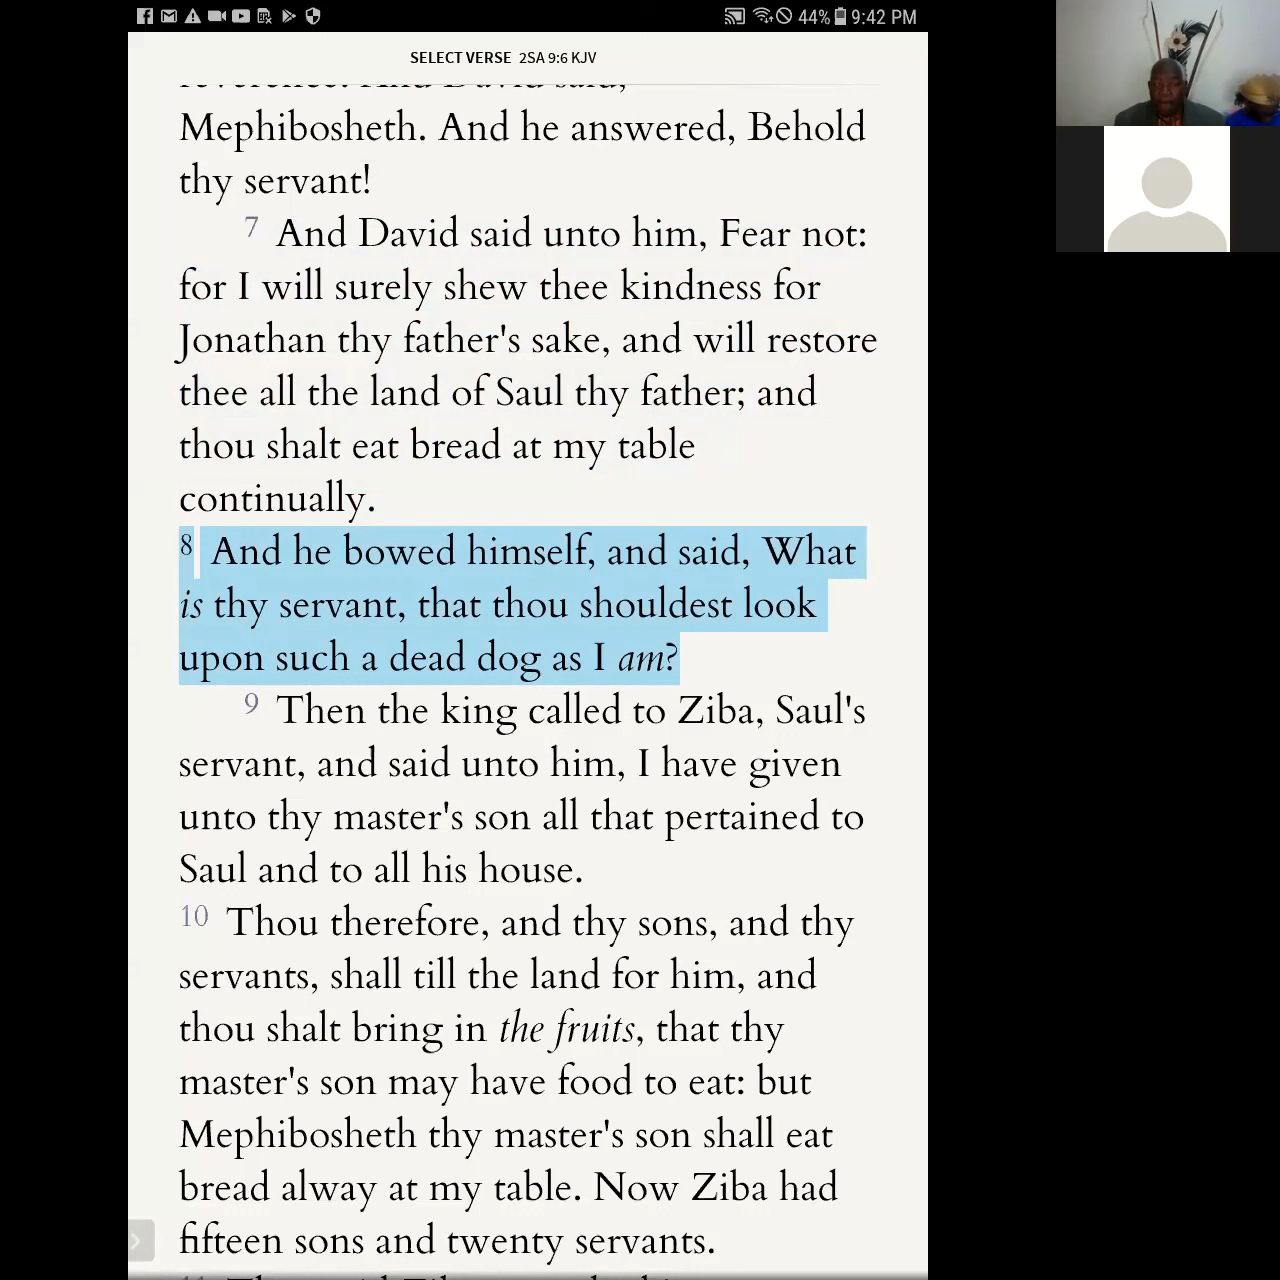 44% 9:42 PM
SELECT VERSE 2SA 9:6 KJV
reverence. And David said,
Mephibosheth. And he answered, Behold
thy servant!
7 And David said unto him, Fear not:
for I will surely shew thee kindness for
Jonathan thy father's sake, and will restore
thee all the land of Saul thy father; and
thou shalt eat bread at my table
continually.
8 And he bowed himself, and said, What
is thy servant, that thou shouldest look
upon such a dead dog as I am?
9 Then the king called to Ziba, Saul's
servant, and said unto him, I have given
unto thy master's son all that pertained to
Saul and to all his house.
10 Thou therefore, and thy sons, and thy
servants, shall till the land for him, and
thou shalt bring in the fruits, that thy
master's son may have food to eat: but
Mephibosheth thy master's son shall eat
bread alway at my table. Now Ziba had
fifteen sons and twenty servants.